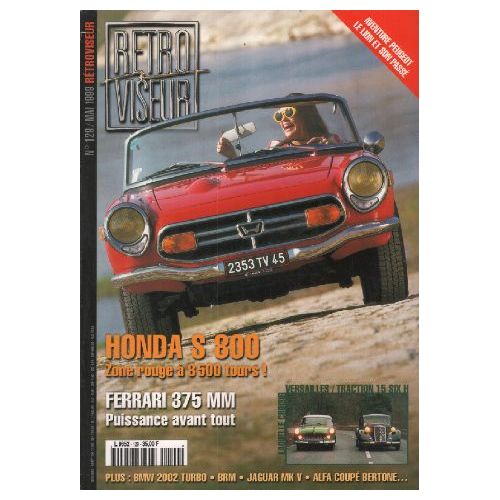 N° 128 / MAI 1999 RÉTROVISEUR
RETRO
VISEUR
AVENTURE PEUGEOT
LE LION ET SON PASSÉ
2353 TV 45
HONDA S 800
Zone rouge à 8 500 tours !
FERRARI 375 MM
Puissance avant tout
VERSAILLES / TRACTION 15 SIX H
PLUS : BMW 2002 TURBO • BRM • JAGUAR MK V • ALFA COUPÉ BERTONE...